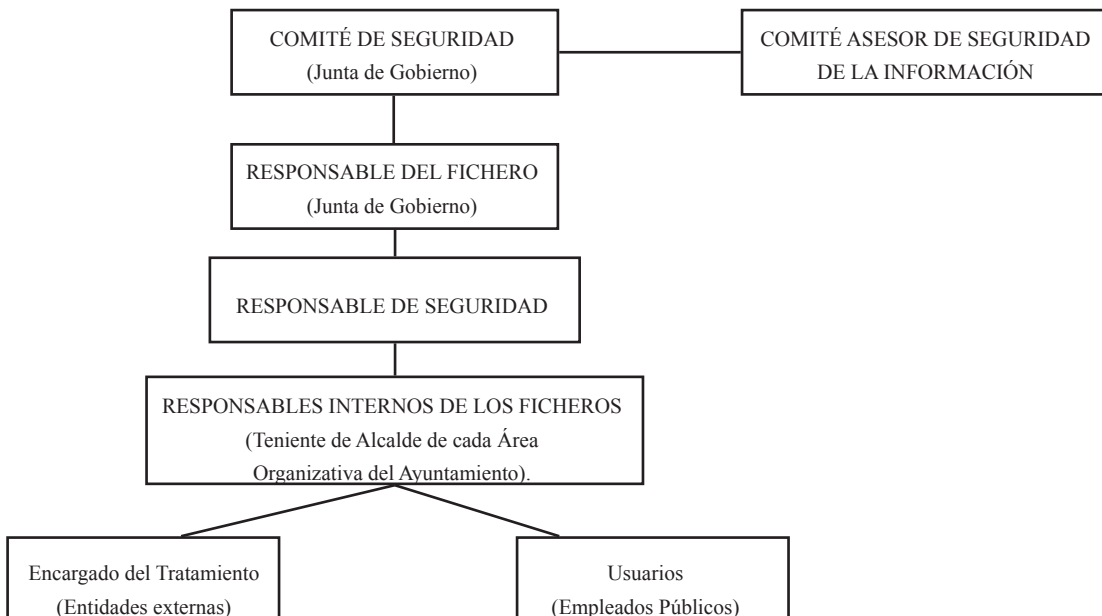 COMITÉ DE SEGURIDAD
(Junta de Gobierno)
COMITÉ ASESOR DE SEGURIDAD
DE LA INFORMACIÓN
RESPONSABLE DEL FICHERO
(Junta de Gobierno)
RESPONSABLE DE SEGURIDAD
RESPONSABLES INTERNOS DE LOS FICHEROS
(Teniente de Alcalde de cada Área
Organizativa del Ayuntamiento).
Encargado del Tratamiento
(Entidades externas)
Usuarios
(Empleados Públicos)